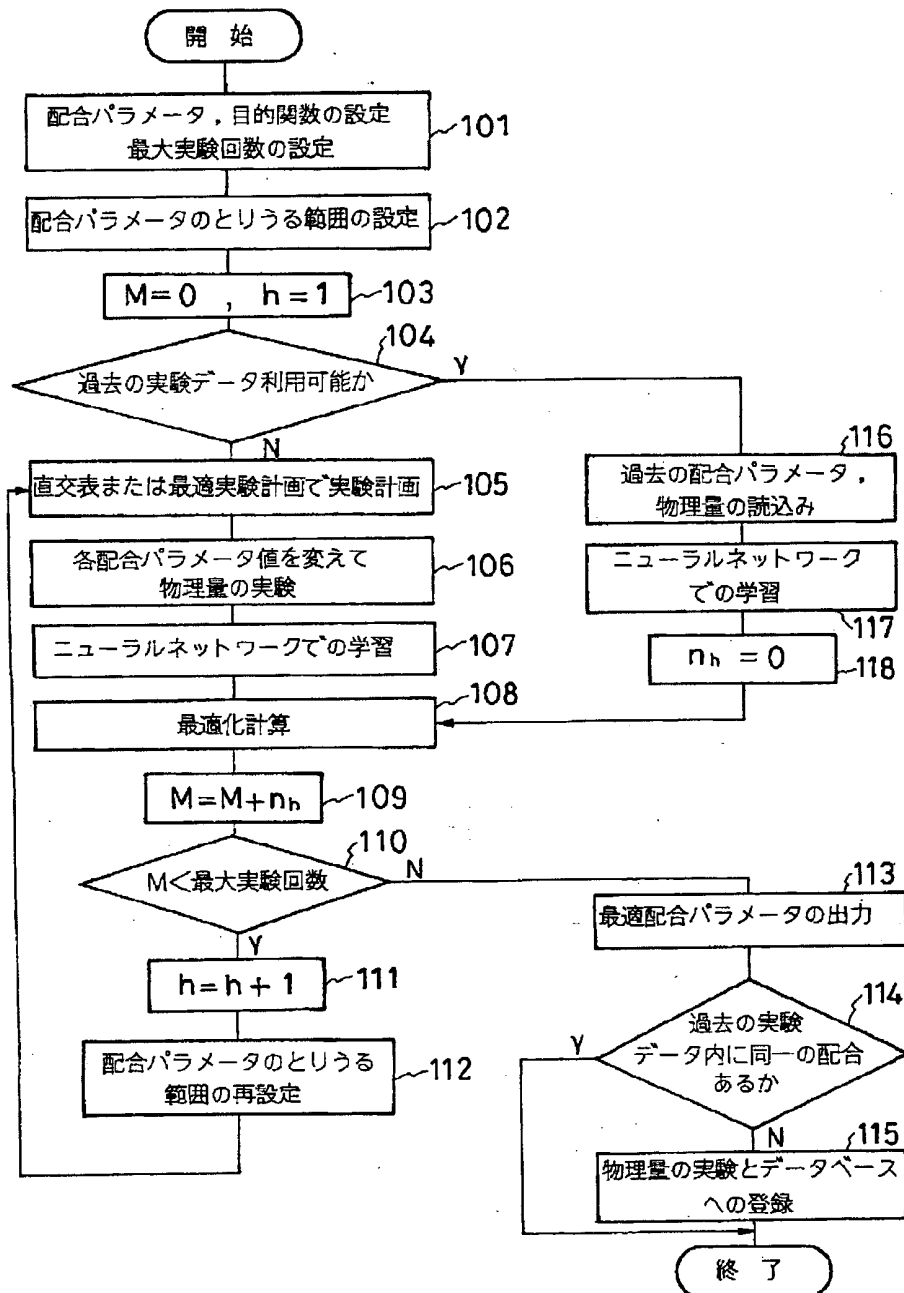 開 始
配合パラメータ，目的関数の設定
最大実験回数の設定
101
配合パラメータのとりうる範囲の設定
102
M=0 , h=1
103
104
過去の実験データ利用可能か
Y
N
直交表または最適実験計画で実験計画
105
各配合パラメータ値を変えて
物理量の実験
106
ニューラルネットワークでの学習
107
108
最適化計算
116
過去の配合パラメータ，
物理量の読込み
ニューラルネットワーク
での学習
117
nh =0
118
M=M+nh
109
110
M<最大実験回数
N
Y
h=h+1
111
配合パラメータのとりうる
範囲の再設定
112
113
最適配合パラメータの出力
114
過去の実験
データ内に同一の配合
あるか
Y
N
115
物理量の実験とデータベース
への登録
終 了